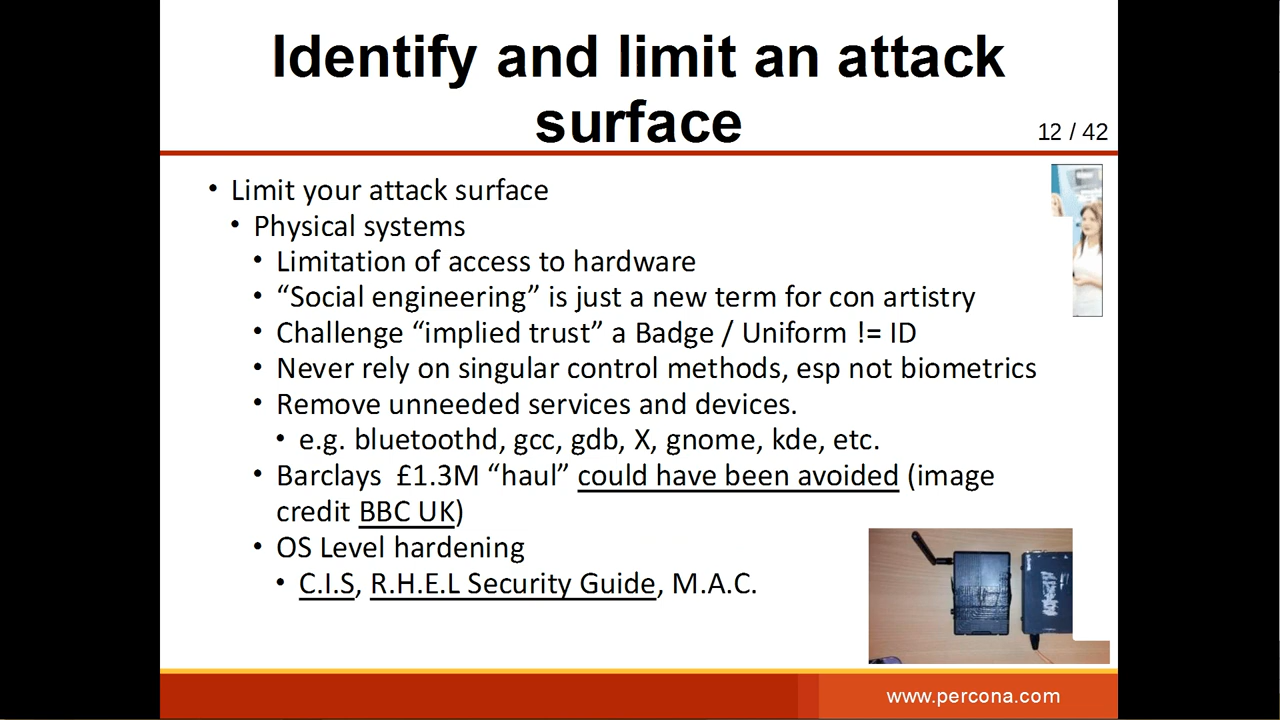 Identify and limit an attack
surface
12 / 42
• Limit your attack surface
• Physical systems
• Limitation of access to hardware
• “Social engineering” is just a new term for con artistry
• Challenge “implied trust” a Badge / Uniform != ID
• Never rely on singular control methods, esp not biometrics
• Remove unneeded services and devices.
• e.g. bluetoothd, gcc, gdb, X, gnome, kde, etc.
• Barclays £1.3M “haul” could have been avoided (image
credit BBC UK)
• OS Level hardening
• C.I.S, R.H.E.L Security Guide, M.A.C.
www.percona.com